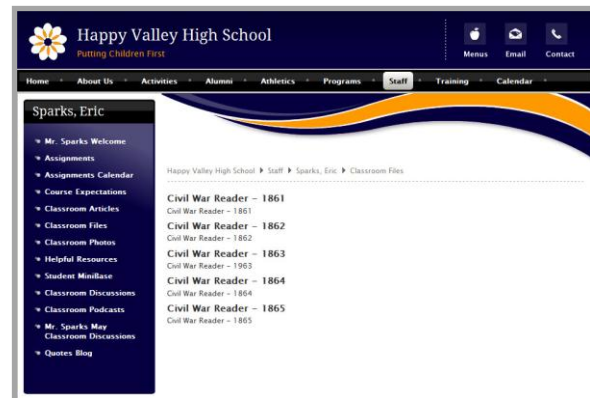 Happy Valley High School
Putting Children First
Menus Email Contact
Home About Us Activities Alumni Athletics Programs Staff Training Calendar
Sparks, Eric
Mr. Sparks Welcome
Assignments
Assignments Calendar
Course Expectations
Classroom Articles
Classroom Files
Classroom Photos
Helpful Resources
Student MiniBase
Classroom Discussions
Classroom Podcasts
Mr. Sparks May
Classroom Discussions
Quotes Blog
Happy Valley High School Staff Sparks, Eric Classroom Files
Civil War Reader - 1861
Civil War Reader - 1861
Civil War Reader - 1862
Civil War Reader - 1862
Civil War Reader - 1863
Civil War Reader - 1963
Civil War Reader - 1864
Civil War Reader - 1864
Civil War Reader - 1865
Civil War Reader - 1865